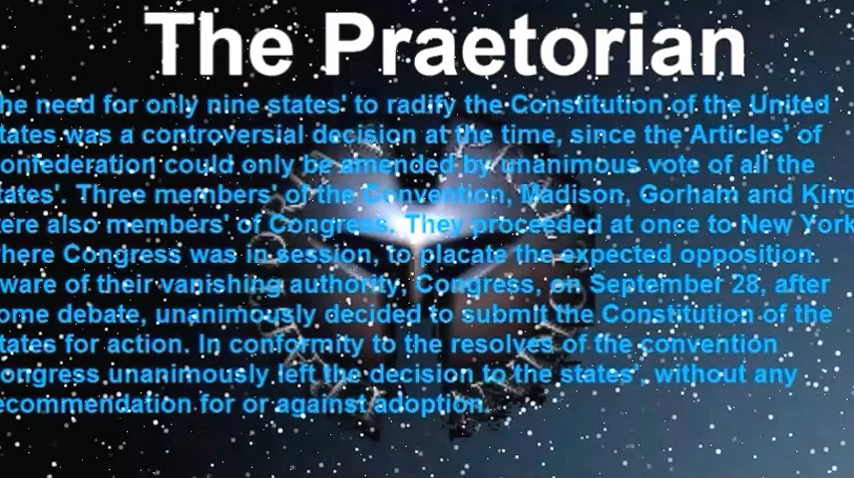 The Praetorian
he need for only nine states' to radify the Constitution of the United
tates was a controversial decision at the time, since the Articles' of
onfederation could only be amended by unanimous vote of all the
tates'. Three members' of the Convention, Madison, Gorham and King
ere also members' of Congress. They proceeded at once to New York
here Congress was in session, to placate the expected opposition.
ware of their vanishing authority, Congress, on September 28, after
ome debate, unanimously decided to submit the Constitution of the
tates for action. In conformity to the resolves of the convention
ongress unanimously left the decision to the states', without any
ecommendation for or against adoption.